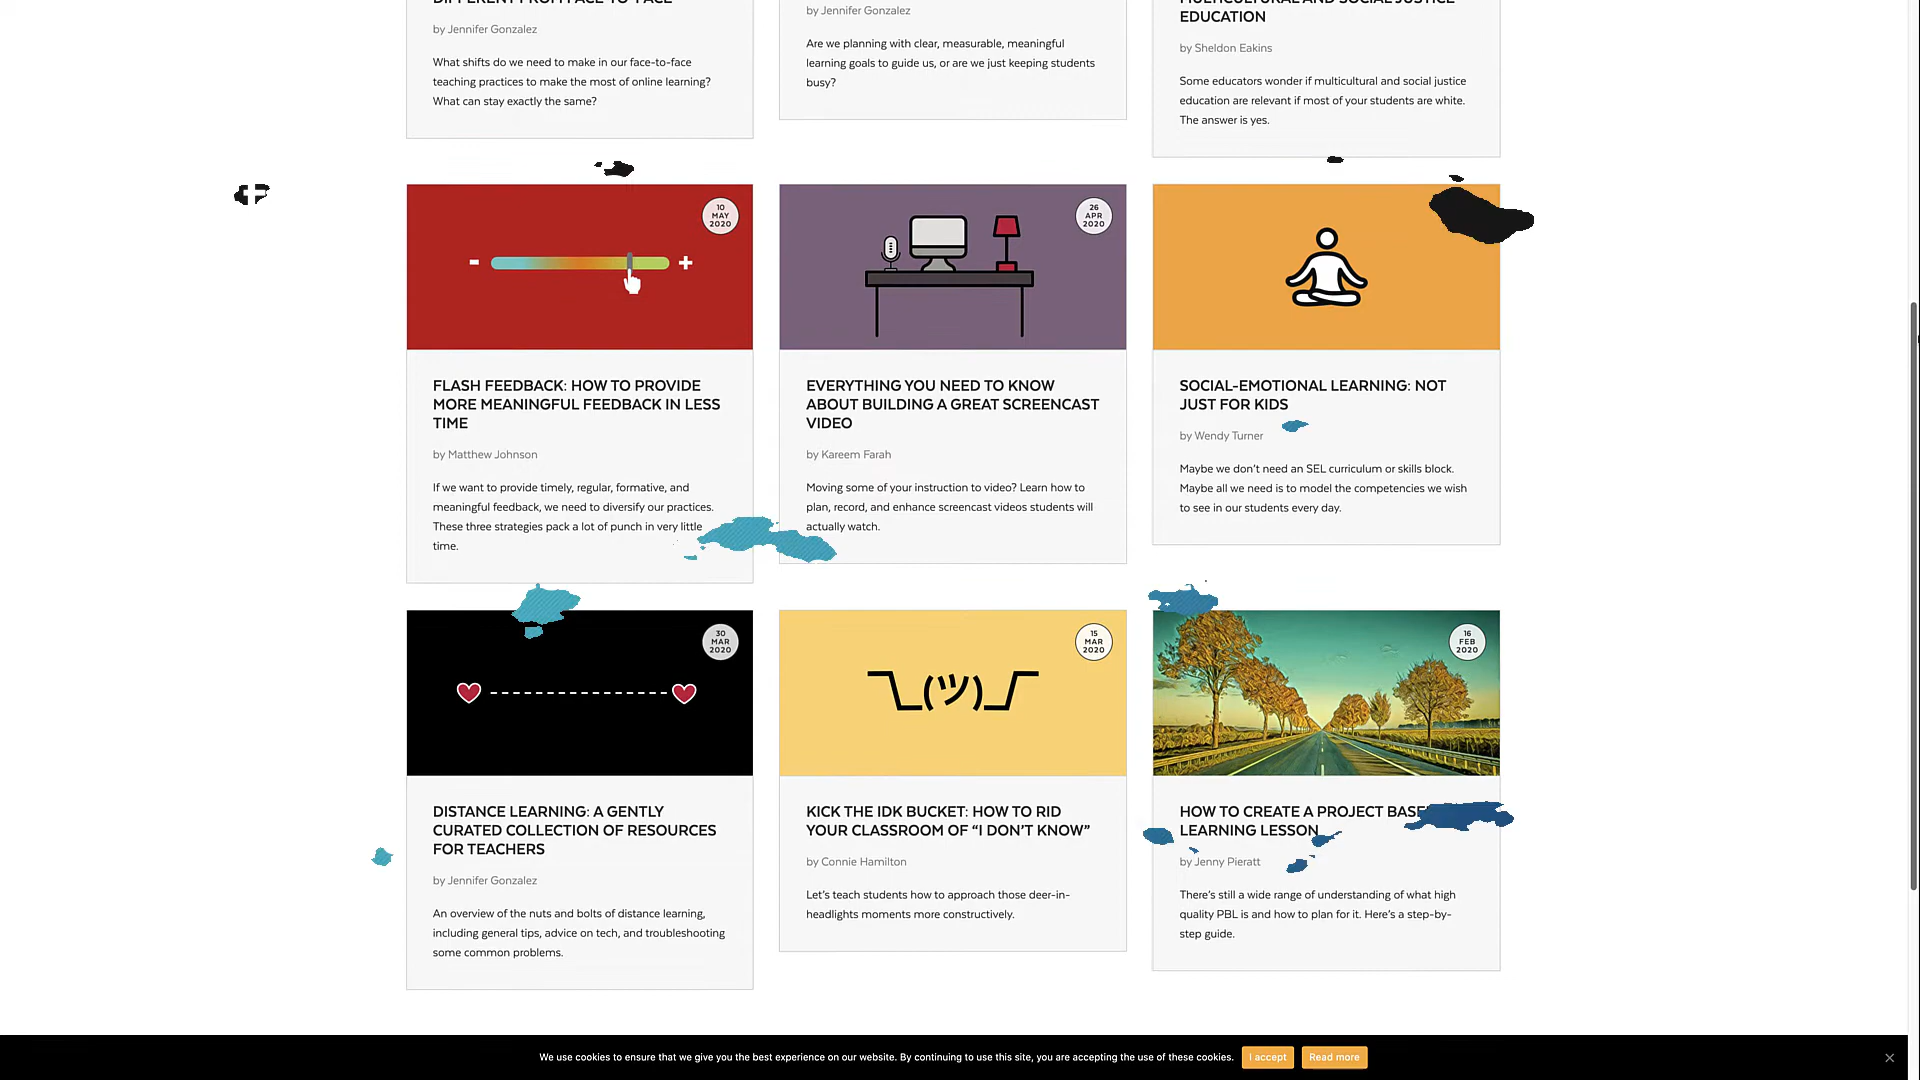 by Jennifer Gonzalez
What shifts do we need to make in our face-to-face
teaching practices to make the most of online learning?
What can stay exactly the same?
by Jennifer Gonzalez
Are we planning with clear, measurable, meaningful
learning goals to guide us, or are we just keeping students
busy?
EDUCATION
by Sheldon Eakins
Some educators wonder if multicultural and social justice
education are relevant if most of your students are white.
The answer is yes.
10
MAY
2020
FLASH FEEDBACK: HOW TO PROVIDE
MORE MEANINGFUL FEEDBACK IN LESS
TIME
by Matthew Johnson
If we want to provide timely, regular, formative, and
meaningful feedback, we need to diversify our practices.
These three strategies pack a lot of punch in very little
time.
26
APR
2020
EVERYTHING YOU NEED TO KNOW
ABOUT BUILDING A GREAT SCREENCAST
VIDEO
by Kareem Farah
Moving some of your instruction to video? Learn how to
plan, record, and enhance screencast videos students will
actually watch.
SOCIAL-EMOTIONAL LEARNING: NOT
JUST FOR KIDS
by Wendy Turner
Maybe we don't need an SEL curriculum or skills block.
Maybe all we need is to model the competencies we wish
to see in our students every day.
30
MAR
2020
DISTANCE LEARNING: A GENTLY
CURATED COLLECTION OF RESOURCES
FOR TEACHERS
by Jennifer Gonzalez
An overview of the nuts and bolts of distance learning,
including general tips, advice on tech, and troubleshooting
some common problems.
15
MAR
2020
¯\_(ツ)_/¯
KICK THE IDK BUCKET: HOW TO RID
YOUR CLASSROOM OF “I DON’T KNOW”
by Connie Hamilton
Let's teach students how to approach those deer-in-
headlights moments more constructively.
16
FEB
2020
HOW TO CREATE A PROJECT
LEARNING LESSON
by Jenny Pieratt
There's still a wide range of understanding of what high
quality PBL is and how to plan for it. Here's a step-by-
step guide.
We use cookies to ensure that we give you the best experience on our website. By continuing to use this site, you are accepting the use of these cookies.
I accept
Read more